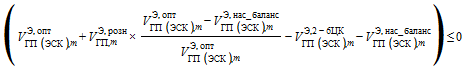 (V^{Э, опт}_{ГП (ЭСК),m} + V^{Э, розн}_{ГП,m} × \frac{V^{Э, опт}_{ГП (ЭСК),m} − V^{Э, нас_баланс}_{ГП (ЭСК),m}}{V^{Э, опт}_{ГП (ЭСК),m}} − V^{Э,2−6ЦК}_{ГП (ЭСК),m} − V^{Э, нас_баланс}_{ГП (ЭСК),m}) ≤ 0